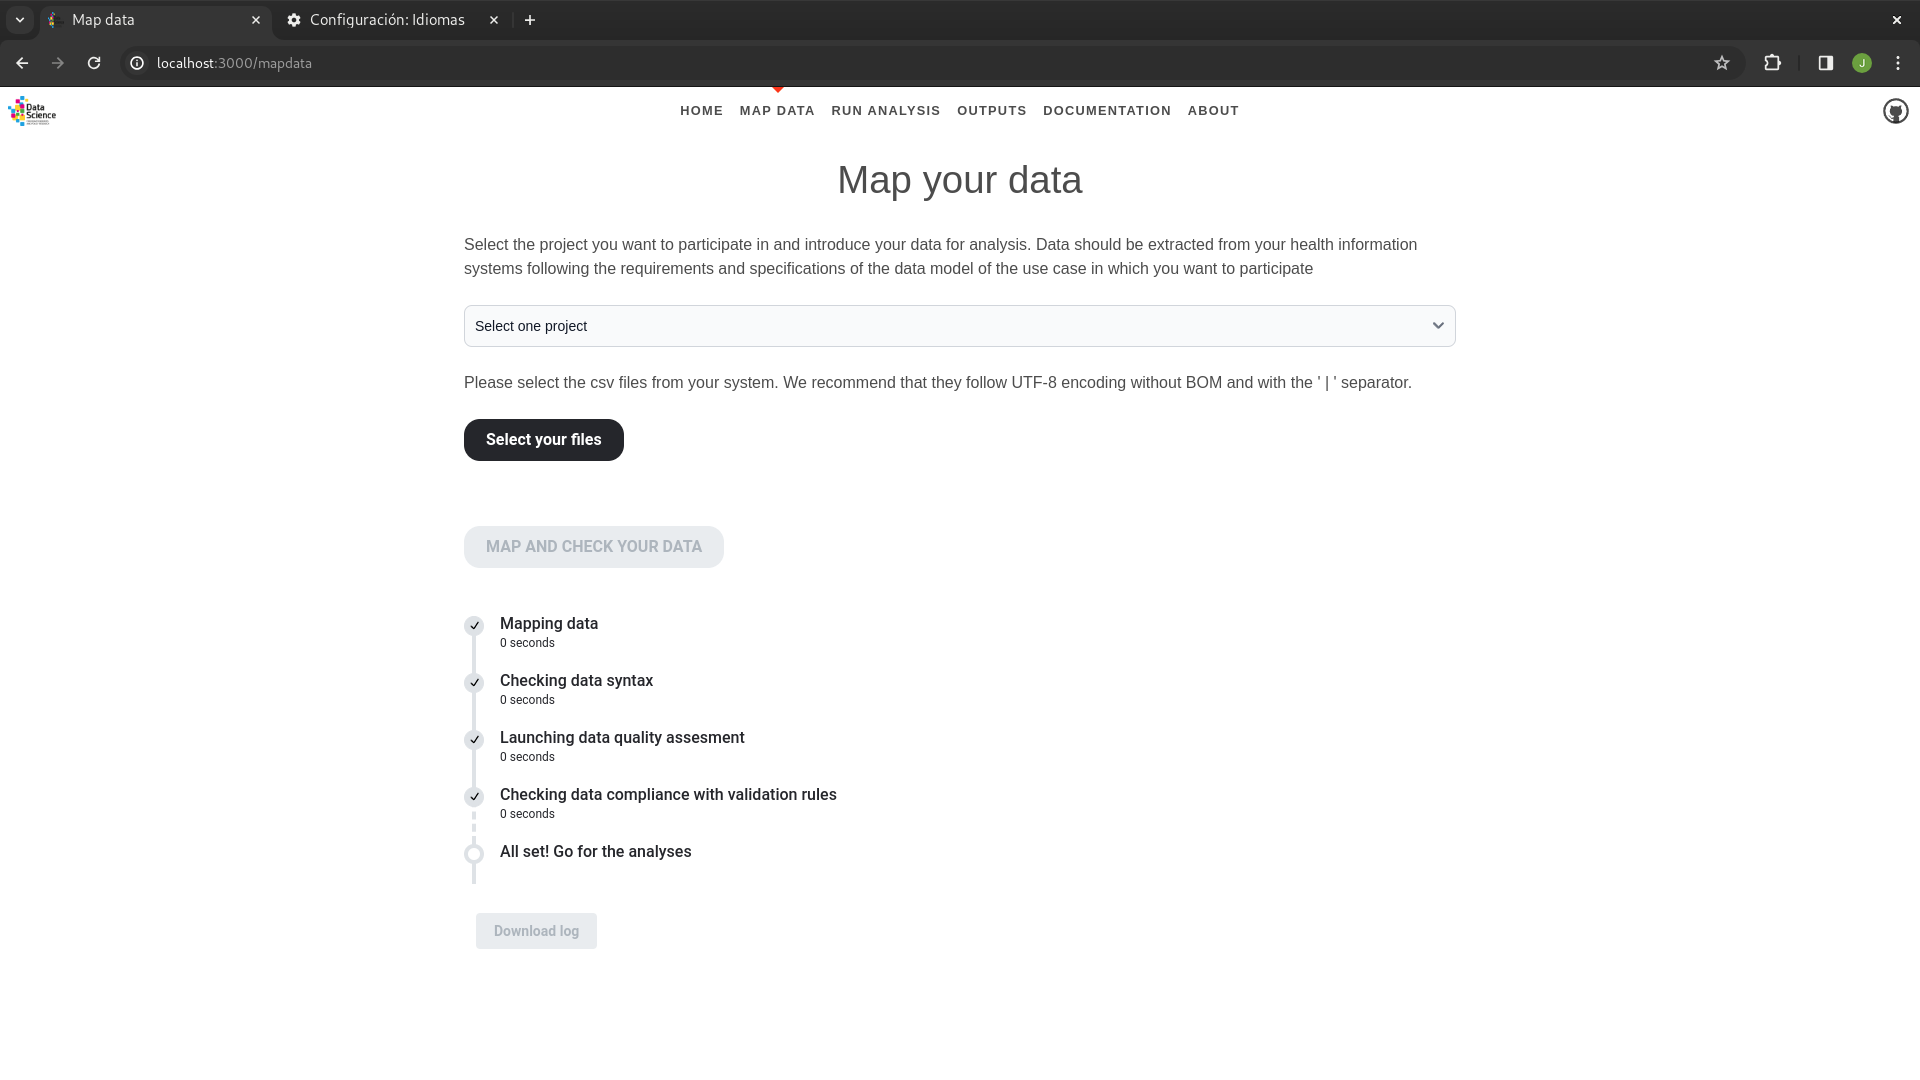 Map data
Configuración: Idiomas
localhost:3000/mapdata
J
Data
Science
HOME MAP DATA RUN ANALYSIS OUTPUTS DOCUMENTATION ABOUT
Map your data
Select the project you want to participate in and introduce your data for analysis. Data should be extracted from your health information
systems following the requirements and specifications of the data model of the use case in which you want to participate
Select one project
Please select the csv files from your system. We recommend that they follow UTF-8 encoding without BOM and with the ' | ' separator.
Select your files
MAP AND CHECK YOUR DATA
Mapping data
0 seconds
Checking data syntax
0 seconds
Launching data quality assesment
0 seconds
Checking data compliance with validation rules
0 seconds
All set! Go for the analyses
Download log